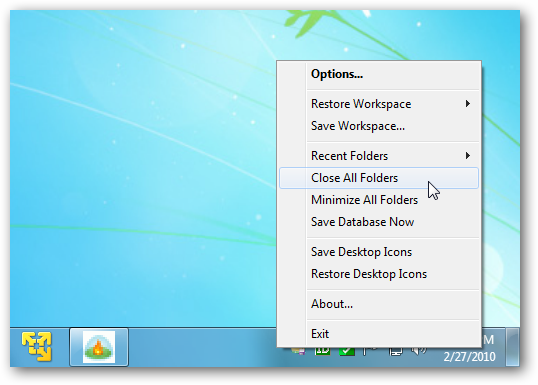 Options...
Restore Workspace
Save Workspace...
Recent Folders
Close All Folders
Minimize All Folders
Save Database Now
Save Desktop Icons
Restore Desktop Icons
About...
Exit
M
2/27/2010